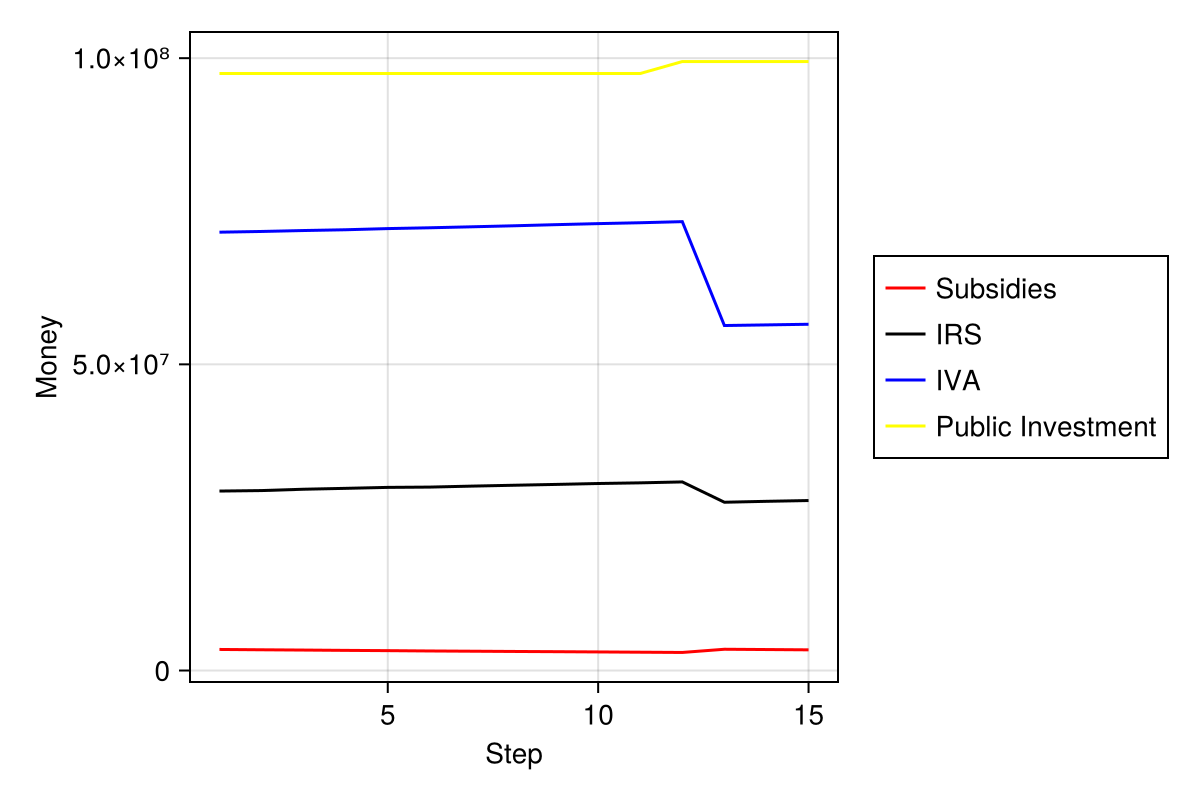 1.0×10⁸
5.0×10⁷
0
Money
5
10
15
Step
Subsidies
IRS
IVA
Public Investment